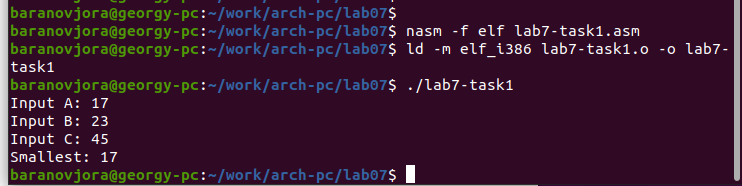 baranovjora@georgy-pc:~/work/arch-pc/lab07$
baranovjora@georgy-pc:~/work/arch-pc/lab07$ nasm -f elf lab7-task1.asm
baranovjora@georgy-pc:~/work/arch-pc/lab07$ ld -m elf_i386 lab7-task1.o -o lab7-
task1
baranovjora@georgy-pc:~/work/arch-pc/lab07$ ./lab7-task1
Input A: 17
Input B: 23
Input C: 45
Smallest: 17
baranovjora@georgy-pc:~/work/arch-pc/lab07$